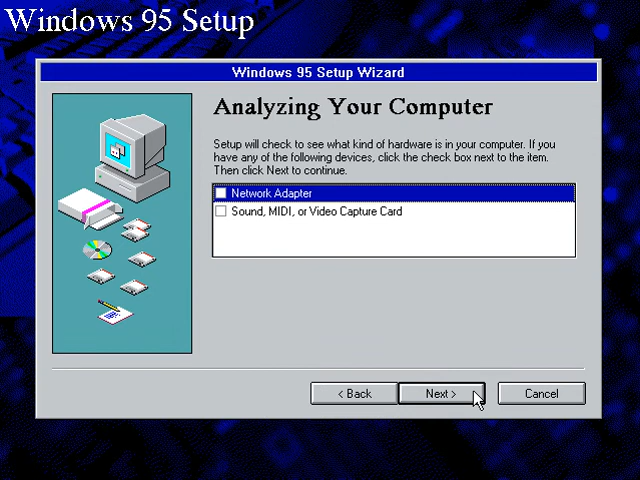 Windows 95 Setup
Windows 95 Setup Wizard
Analyzing Your Computer
Setup will check to see what kind of hardware is in your computer. If you
have any of the following devices, click the check box next to the item.
Then click Next to continue.
Network Adapter
Sound, MIDI, or Video Capture Card
< Back
Next >
Cancel